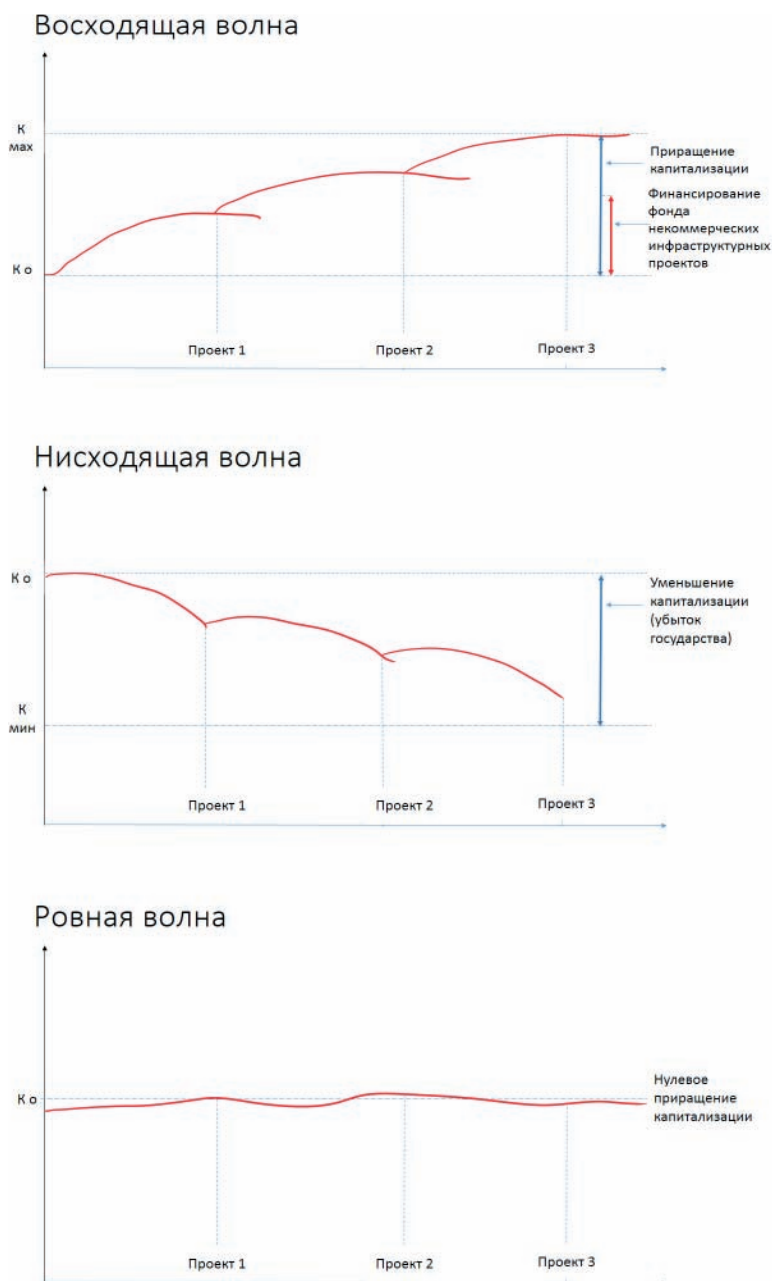 Восходящая волна
К
мах
Приращение
капитализации
Финансирование
фонда
некоммерческих
инфраструктурных
проектов
К о
Проект 1
Проект 2
Проект 3
Нисходящая волна
К о
Уменьшение
капитализации
(убыток
государства)
К
мин
Проект 1
Проект 2
Проект 3
Ровная волна
К о
Нулевое
приращение
капитализации
Проект 1
Проект 2
Проект 3